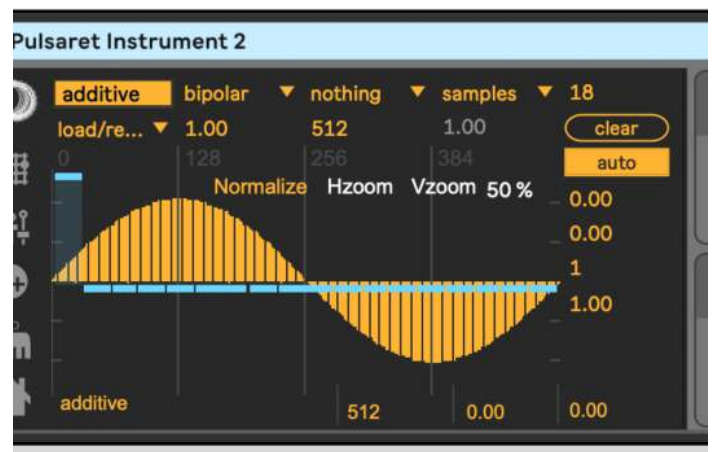 Pulsaret Instrument 2
additive bipolar nothing samples 18
load/re... 1.00 512 1.00 clear
0 128 256 384 auto
Normalize Hzoom Vzoom 50 % 0.00
0.00
1
1.00
additive 512 0.00 0.00